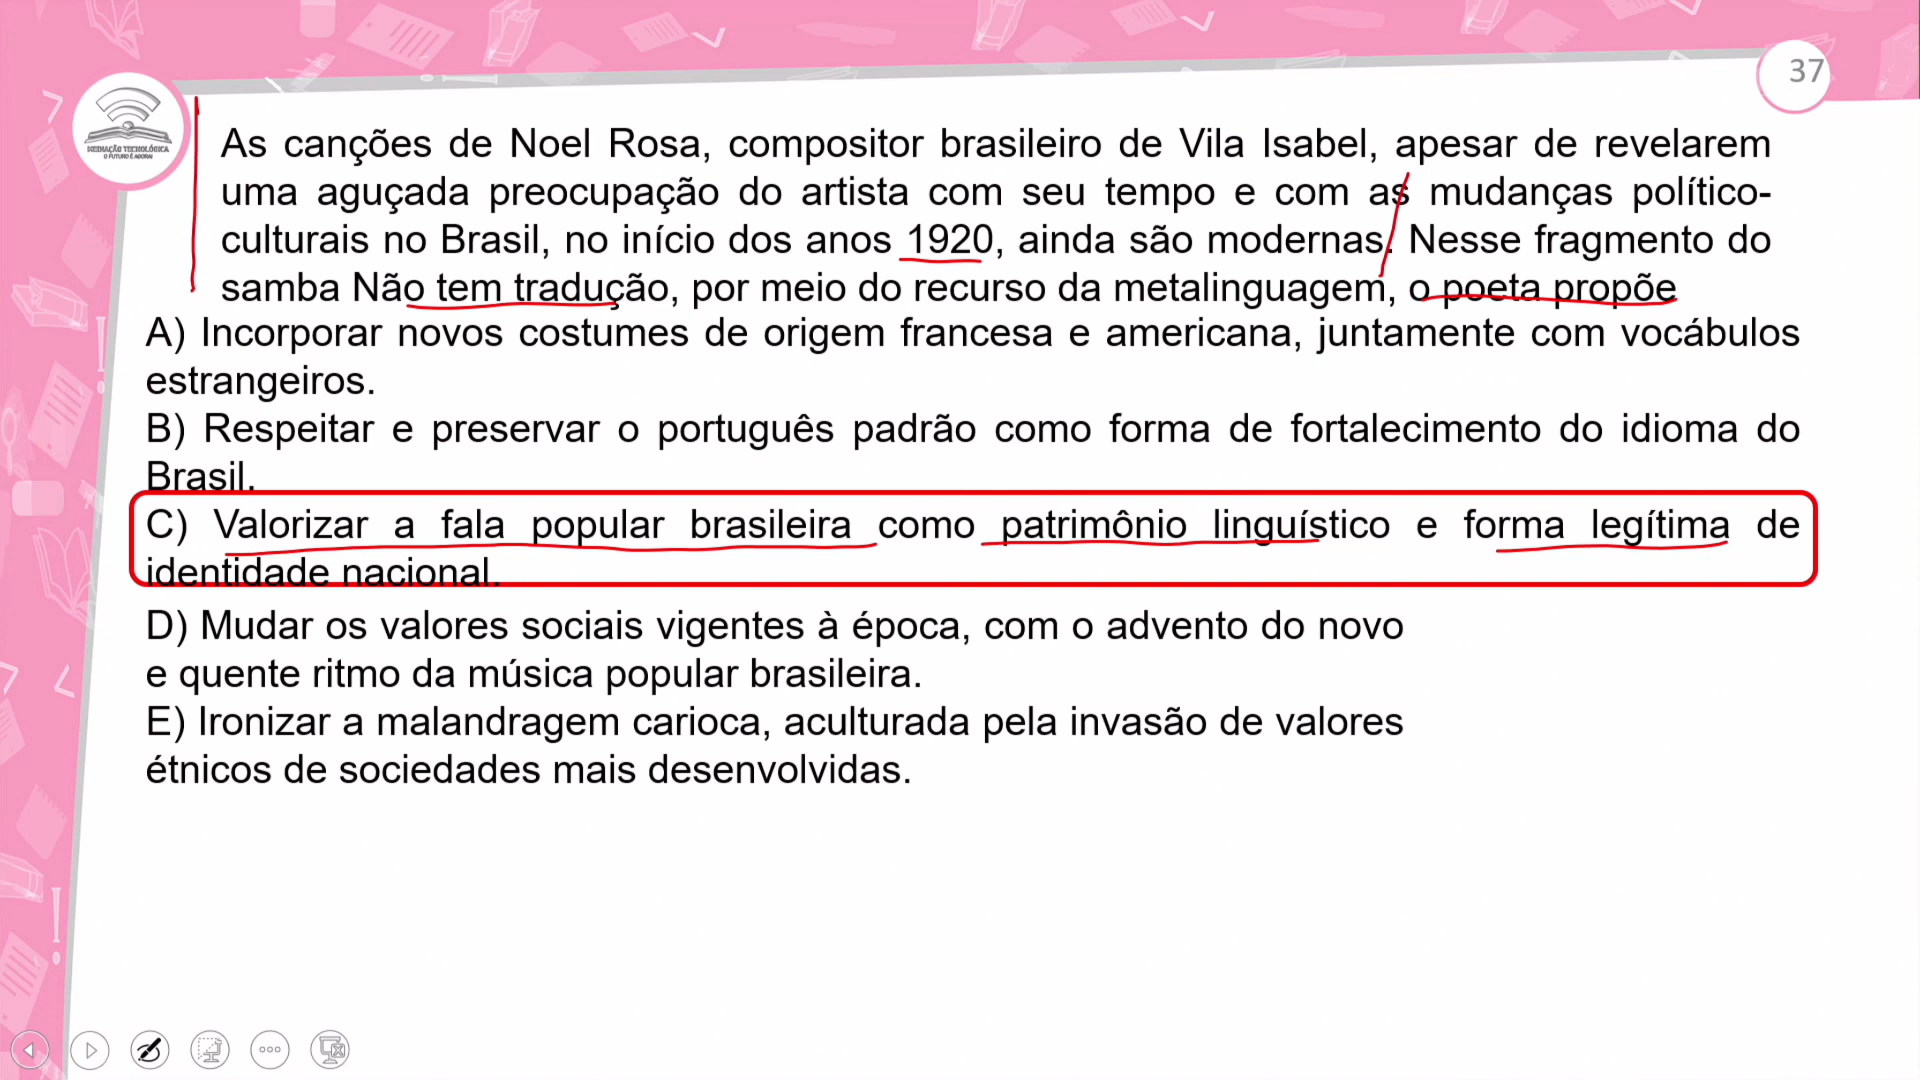 37
MEDIAÇÃO TECNOLÓGICA
O FUTURO É AGORA!
As canções de Noel Rosa, compositor brasileiro de Vila Isabel, apesar de revelarem
uma aguçada preocupação do artista com seu tempo e com as mudanças político-
culturais no Brasil, no início dos anos 1920, ainda são modernas. Nesse fragmento do
samba Não tem tradução, por meio do recurso da metalinguagem, o poeta propõe
A) Incorporar novos costumes de origem francesa e americana, juntamente com vocábulos
estrangeiros.
B) Respeitar e preservar o português padrão como forma de fortalecimento do idioma do
Brasil.
C) Valorizar a fala popular brasileira como patrimônio linguístico e forma legítima de
identidade nacional.
D) Mudar os valores sociais vigentes à época, com o advento do novo
e quente ritmo da música popular brasileira.
E) Ironizar a malandragem carioca, aculturada pela invasão de valores
étnicos de sociedades mais desenvolvidas.